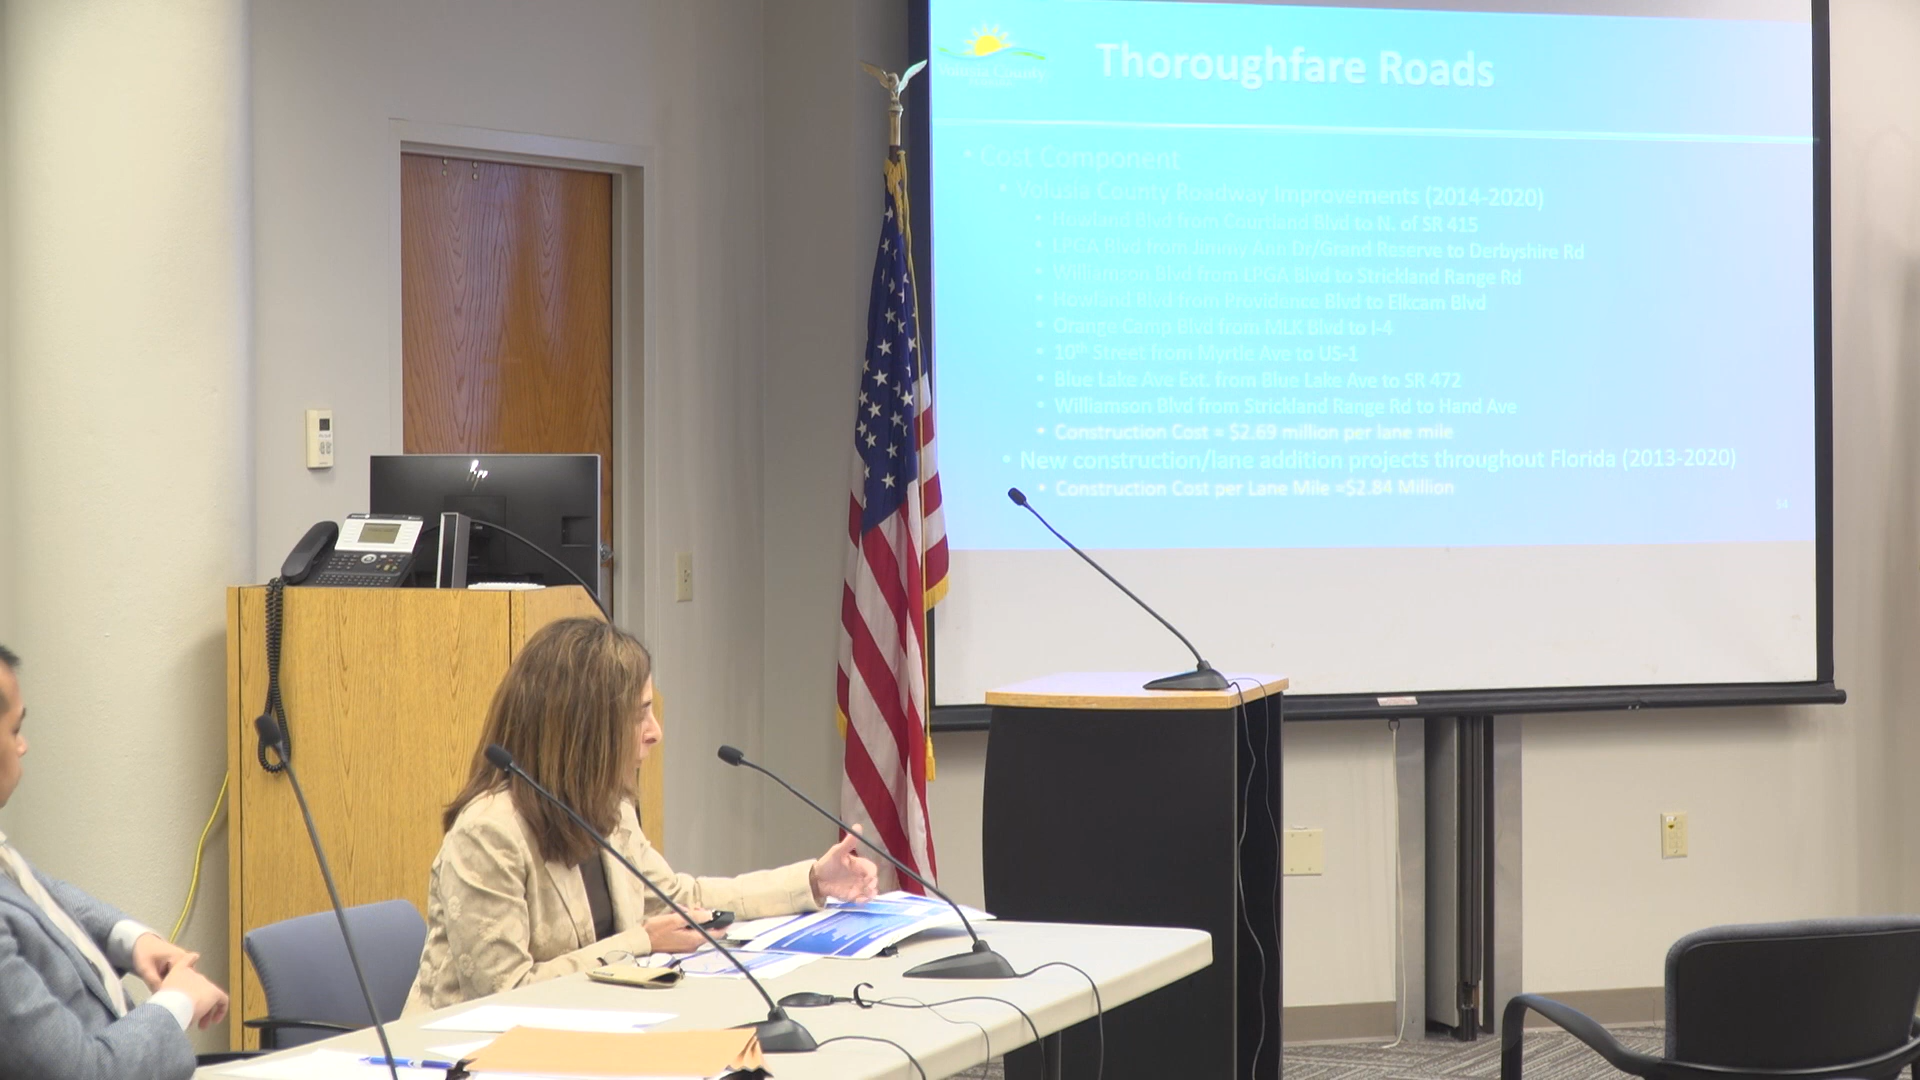 Thoroughfare Roads
Volusia County
• Cost Component
• Volusia County Roadway Improvements (2014-2020)
• Howland Blvd from Courtland Blvd to N. of SR 415
• LPGA Blvd from Jimmy Ann Dr/Grand Reserve to Derbyshire Rd
• Williamson Blvd from LPGA Blvd to Strickland Range Rd
• Howland Blvd from Providence Blvd to Elkcam Blvd
• Orange Camp Blvd from MLK Blvd to I-4
• 10th Street from Myrtle Ave to US-1
• Blue Lake Ave Ext. from Blue Lake Ave to SR 472
• Williamson Blvd from Strickland Range Rd to Hand Ave
• Construction Cost = $2.69 million per lane mile
• New construction/lane addition projects throughout Florida (2013-2020)
• Construction Cost per Lane Mile =$2.84 Million
54
hp